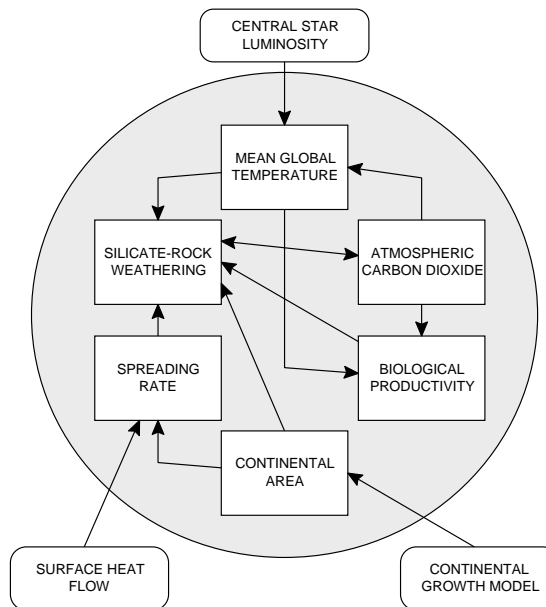 CENTRAL STAR
LUMINOSITY
MEAN GLOBAL
TEMPERATURE
SILICATE-ROCK
WEATHERING
ATMOSPHERIC
CARBON DIOXIDE
SPREADING
RATE
BIOLOGICAL
PRODUCTIVITY
CONTINENTAL
AREA
SURFACE HEAT
FLOW
CONTINENTAL
GROWTH MODEL